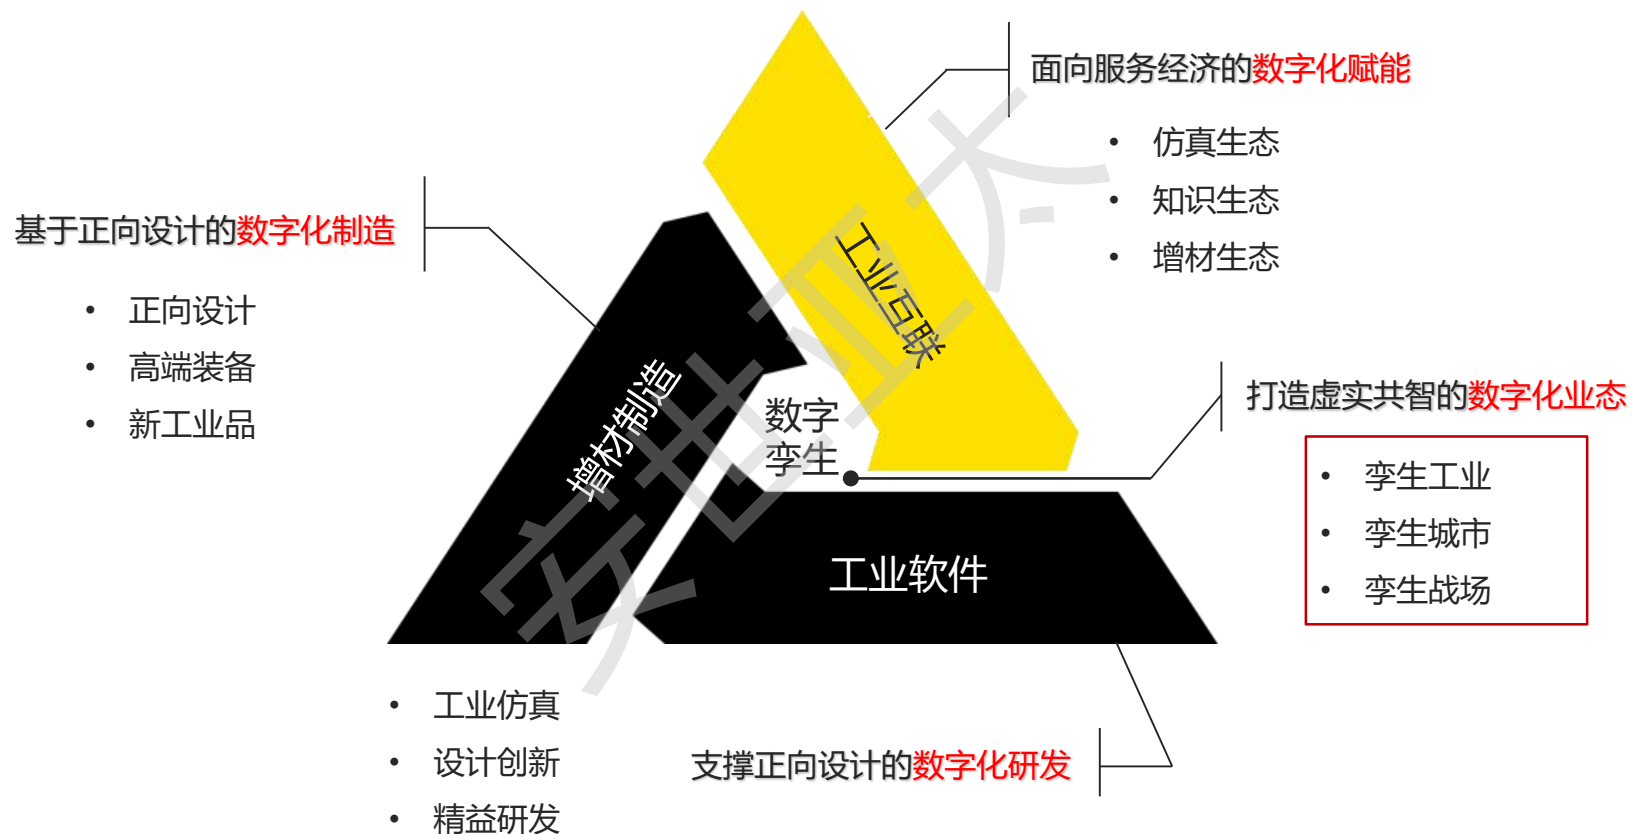 面向服务经济的数字化赋能
• 仿真生态
• 知识生态
• 增材生态
基于正向设计的数字化制造
• 正向设计
• 高端装备
• 新工业品
工业互联
增材制造
数字
孪生
工业软件
打造虚实共智的数字化业态
• 孪生工业
• 孪生城市
• 孪生战场
• 工业仿真
• 设计创新
• 精益研发
支撑正向设计的数字化研发
安世亚太